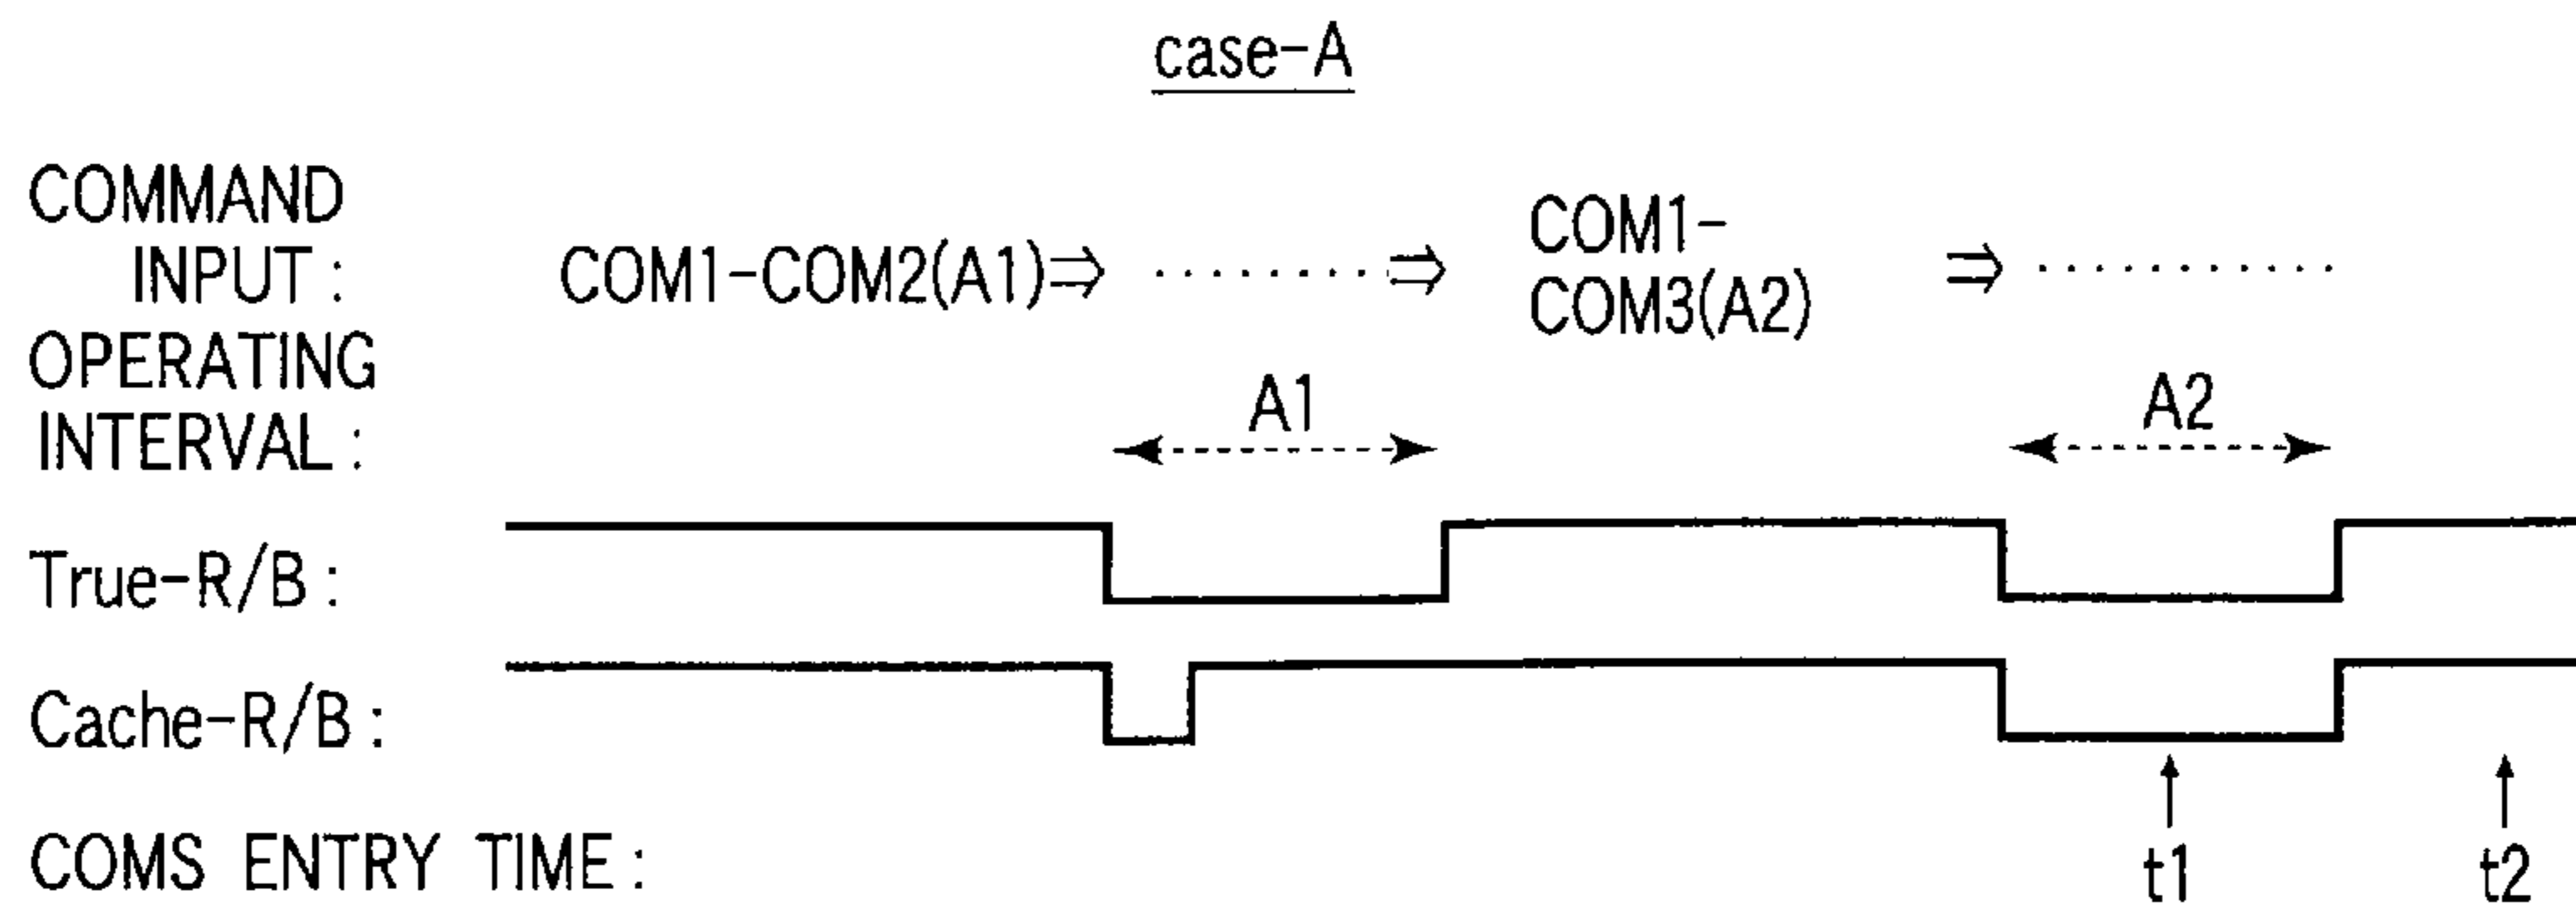 case-A
COMMAND
INPUT :
COM1-COM2(A1)⇒ ········⇒ COM1-
COM3(A2) ⇒ ···········
OPERATING
INTERVAL :
A1 A2
True-R/B :
Cache-R/B :
COMS ENTRY TIME : t1 t2